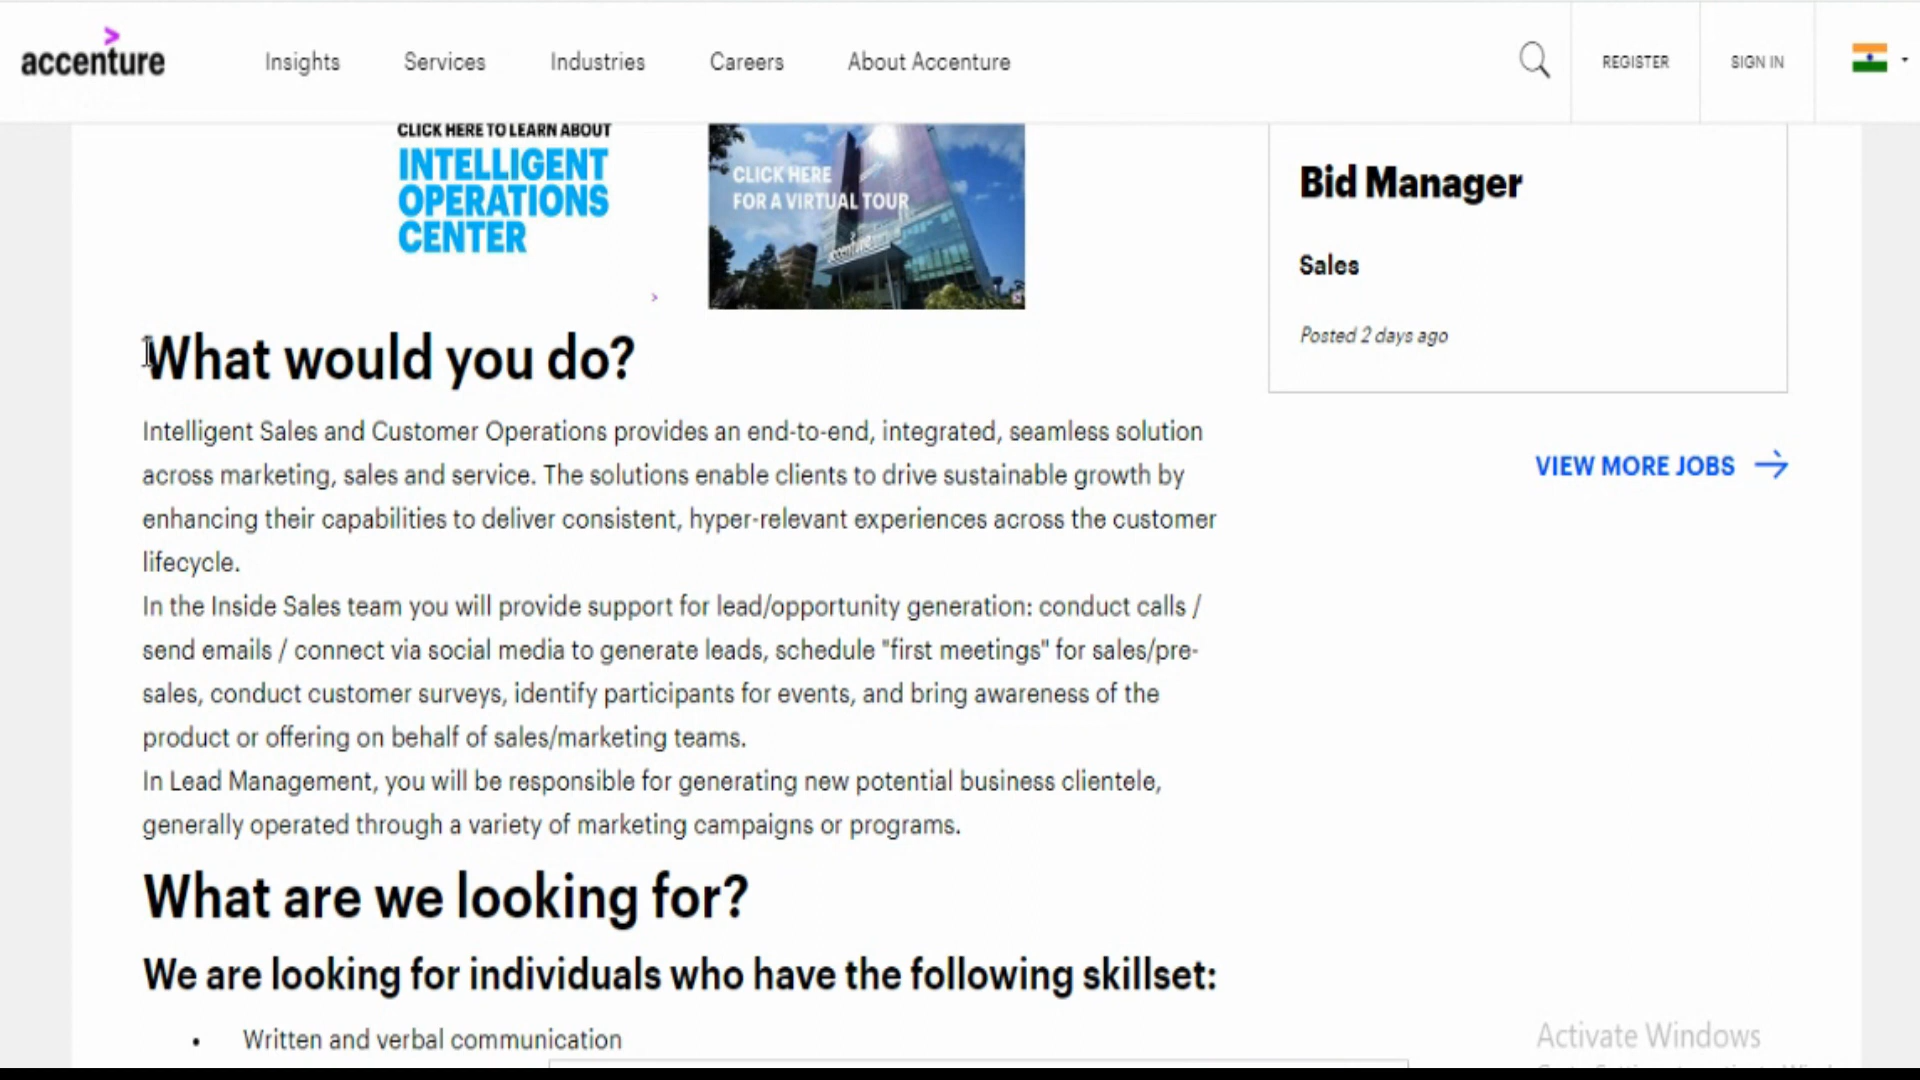 accenture
Insights
Services
Industries
Careers
About Accenture
REGISTER
SIGN IN
CLICK HERE TO LEARN ABOUT
INTELLIGENT
OPERATIONS
CENTER
CLICK HERE
FOR A VIRTUAL TOUR
accenture
Bid Manager
Sales
Posted 2 days ago
VIEW MORE JOBS
What would you do?
Intelligent Sales and Customer Operations provides an end-to-end, integrated, seamless solution
across marketing, sales and service. The solutions enable clients to drive sustainable growth by
enhancing their capabilities to deliver consistent, hyper-relevant experiences across the customer
lifecycle.
In the Inside Sales team you will provide support for lead/opportunity generation: conduct calls /
send emails / connect via social media to generate leads, schedule "first meetings" for sales/pre-
sales, conduct customer surveys, identify participants for events, and bring awareness of the
product or offering on behalf of sales/marketing teams.
In Lead Management, you will be responsible for generating new potential business clientele,
generally operated through a variety of marketing campaigns or programs.
What are we looking for?
We are looking for individuals who have the following skillset:
• Written and verbal communication
Activate Windows